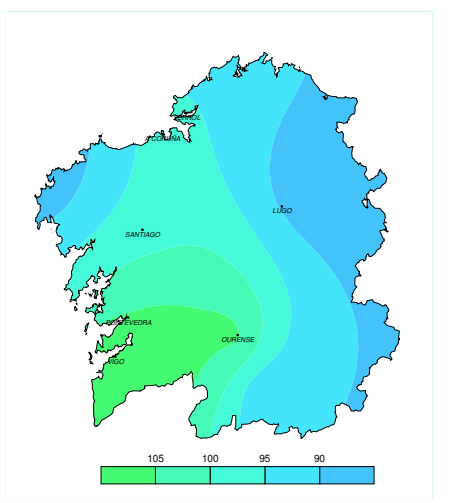 FERROL
A CORUÑA
LUGO
SANTIAGO
PONTEVEDRA
OURENSE
VIGO
105 100 95 90